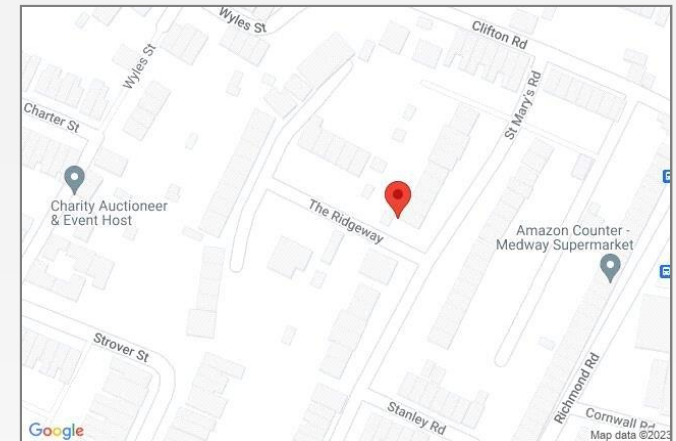 Wyles St
Clifton Rd
Wyles St
St Mary's Rd
Charter St
Charity Auctioneer
& Event Host
The Ridgeway
Amazon Counter -
Medway Supermarket
Strover St
Richmond Rd
Stanley Rd
Cornwall Rd
Google
Map data ©2023